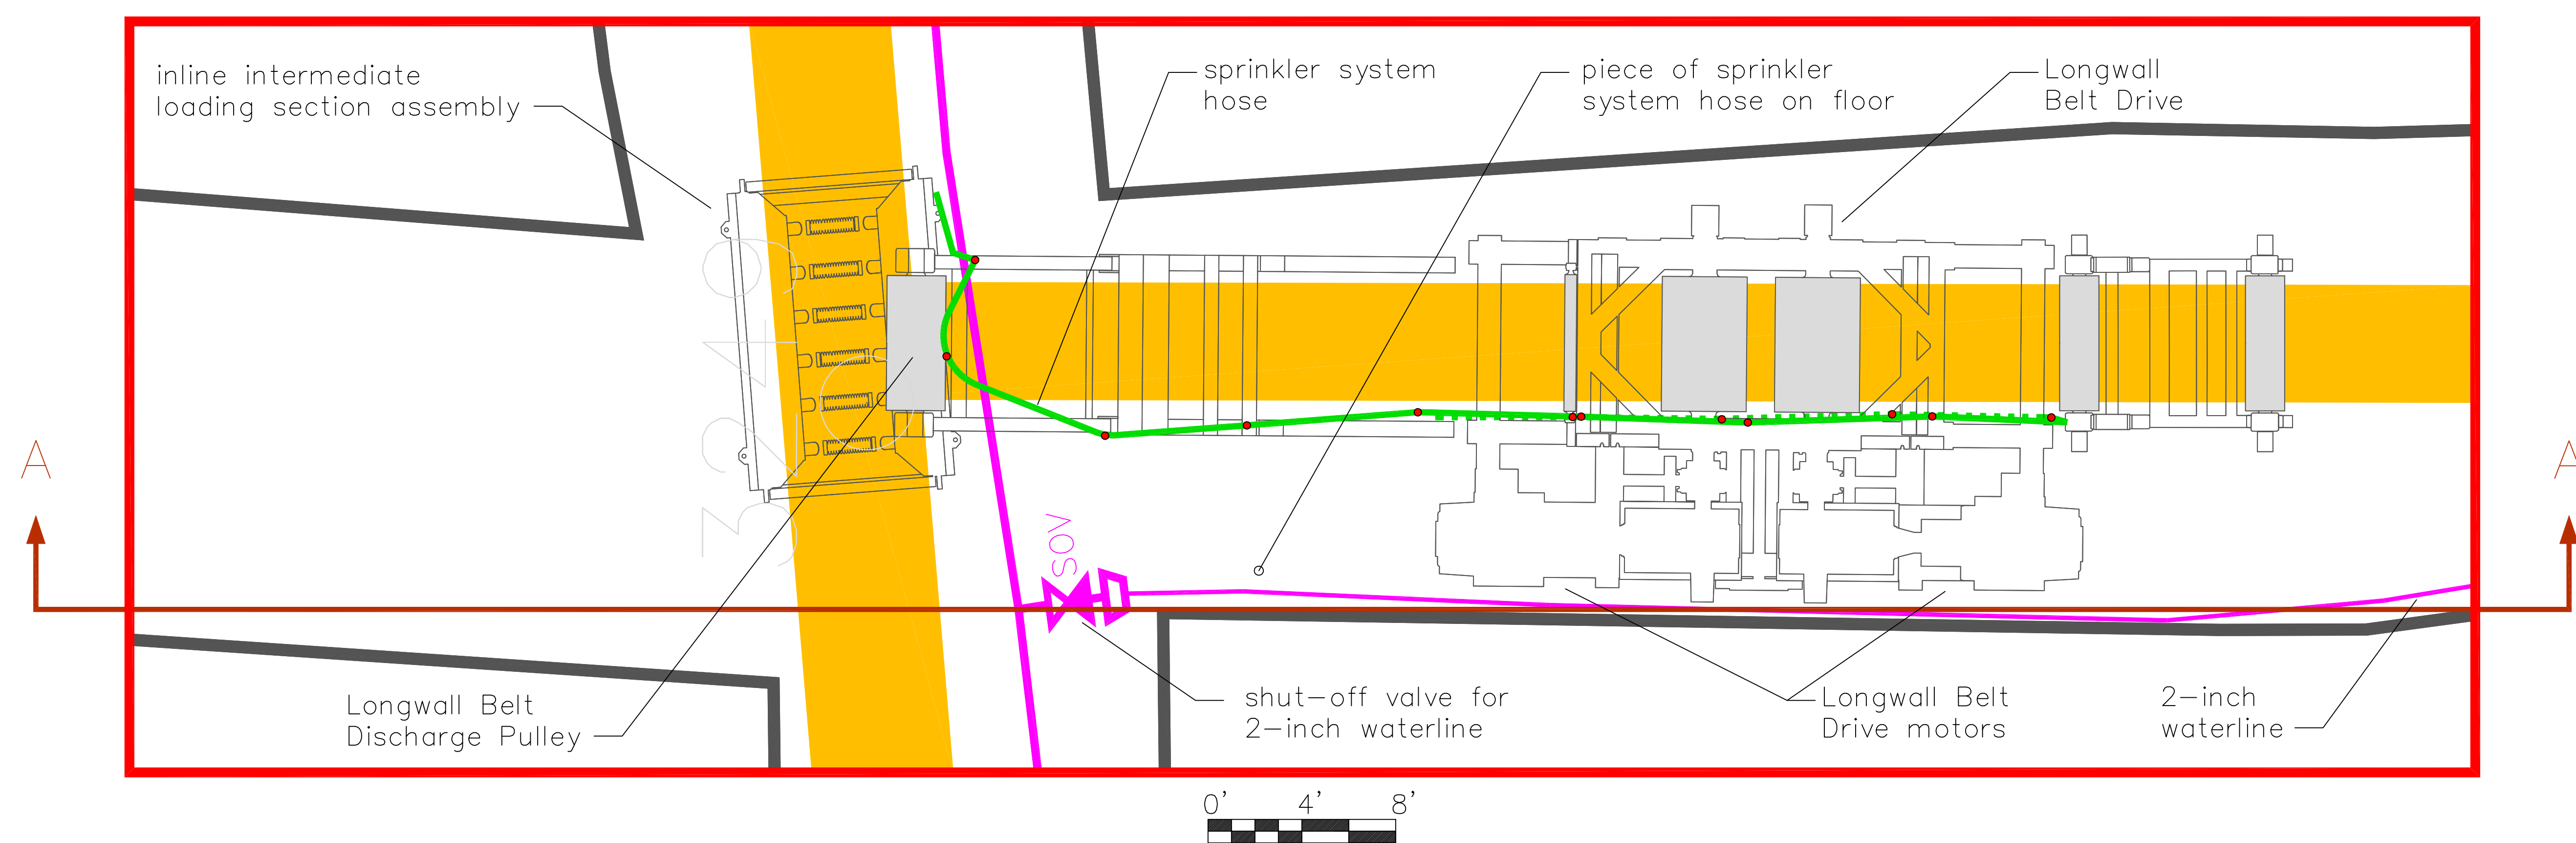 inline intermediate
loading section assembly
sprinkler system
hose
piece of sprinkler
system hose on floor
Longwall
Belt Drive
A
A
SOV
Longwall Belt
Discharge Pulley
shut-off valve for
2-inch waterline
Longwall Belt
Drive motors
2-inch
waterline
0' 4' 8'